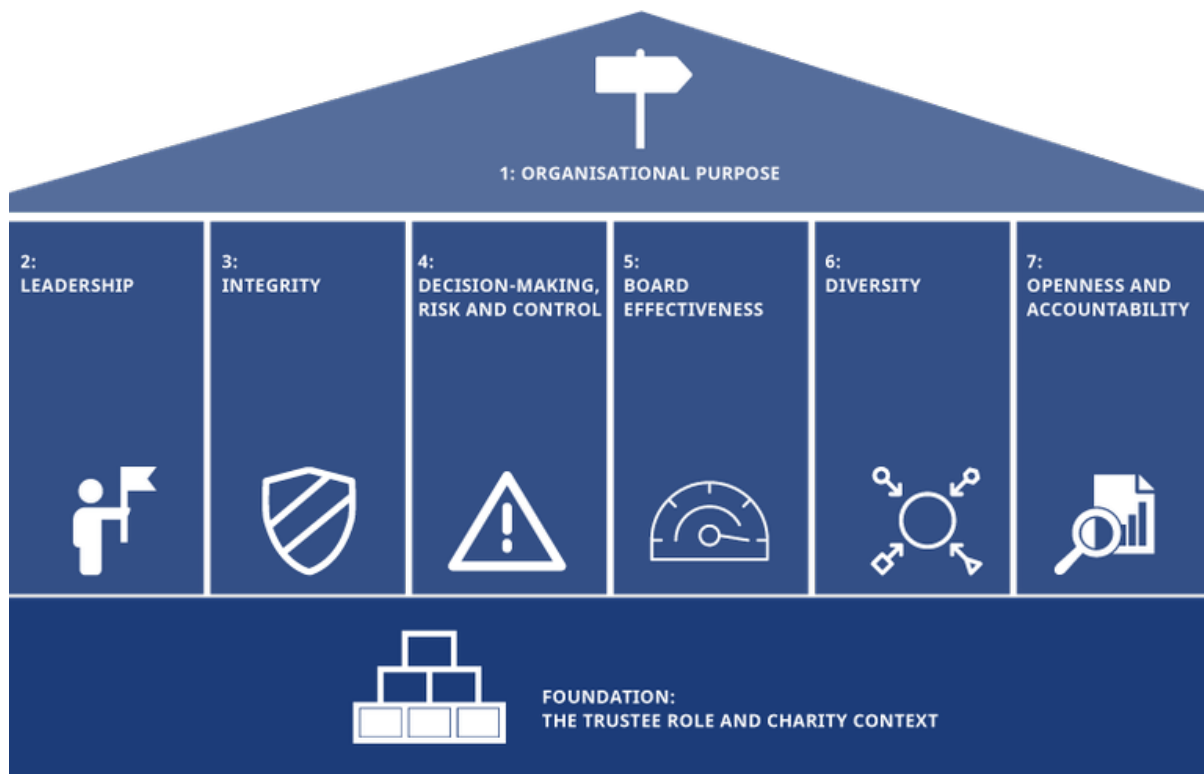 1: ORGANISATIONAL PURPOSE
2:
LEADERSHIP
3:
INTEGRITY
4:
DECISION-MAKING,
RISK AND CONTROL
5:
BOARD
EFFECTIVENESS
6:
DIVERSITY
7:
OPENNESS AND
ACCOUNTABILITY
FOUNDATION:
THE TRUSTEE ROLE AND CHARITY CONTEXT